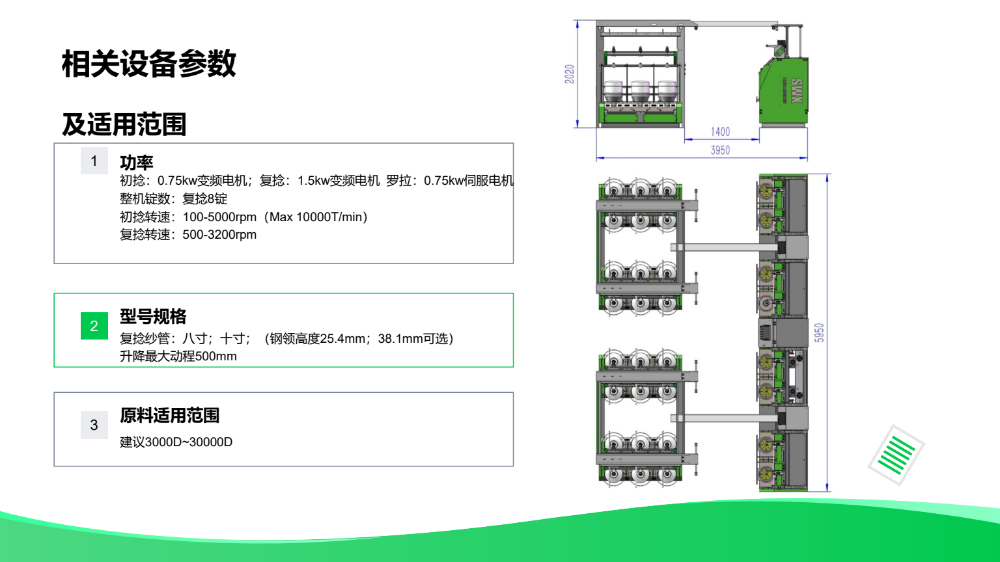 相关设备参数
及适用范围
1
功率
初捻：0.75kw变频电机；复捻：1.5kw变频电机 罗拉：0.75kw伺服电机
整机锭数：复捻8锭
初捻转速：100-5000rpm（Max 10000T/min）
复捻转速：500-3200rpm
2
型号规格
复捻纱管：八寸；十寸；（钢领高度25.4mm；38.1mm可选）
升降最大动程500mm
3
原料适用范围
建议3000D~30000D
2020
SWX
1400
3950
5950